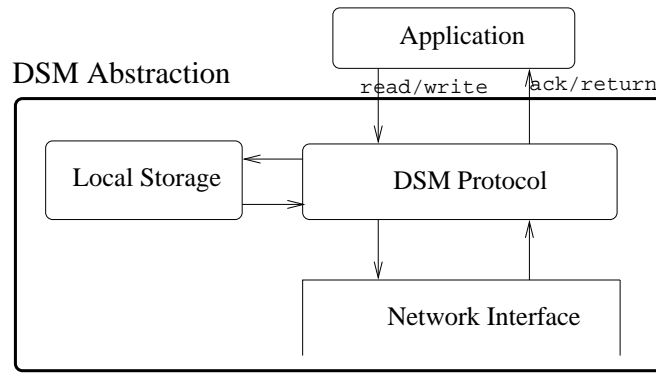 Application
DSM Abstraction
read/write
ack/return
Local Storage
DSM Protocol
Network Interface